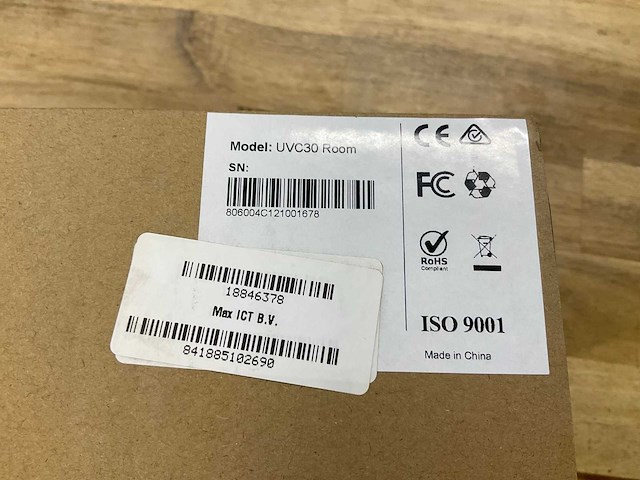 Model: UVC30 Room
SN:
806004C121001678
CE
FC
RoHS
Compliant
ISO 9001
Made in China
18846378
Max ICT B.V.
841885102690